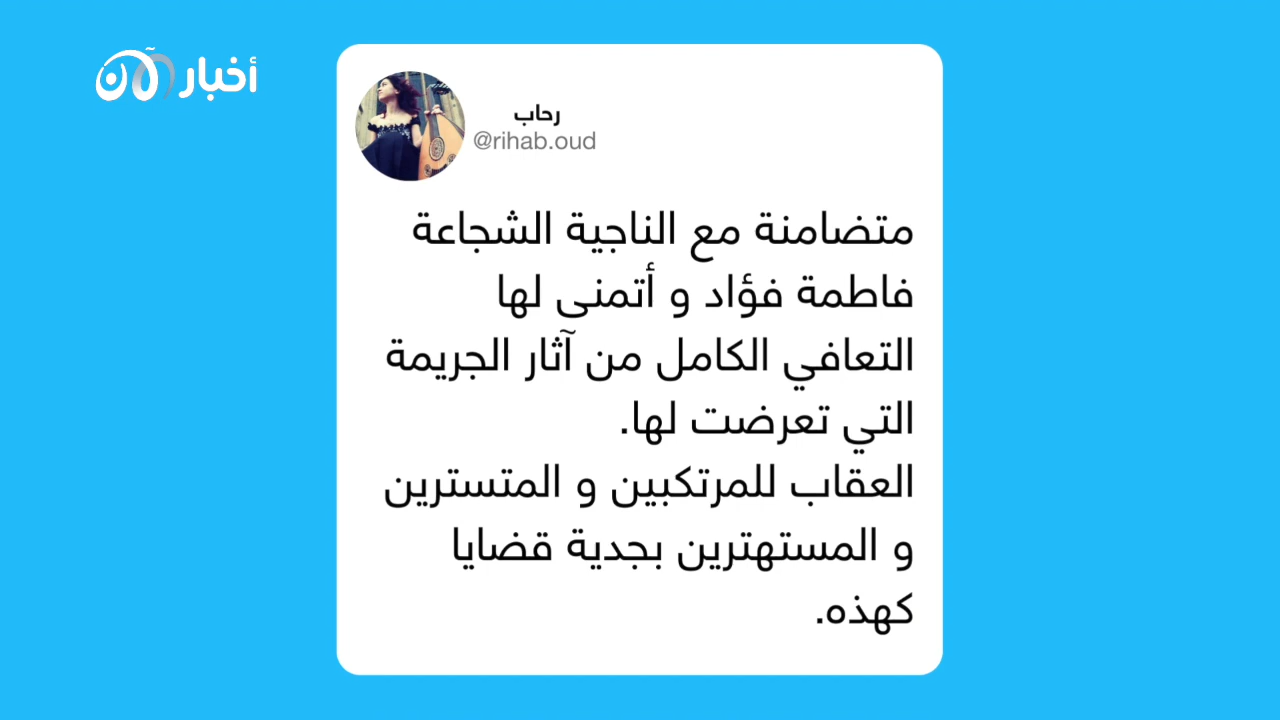 أخبار الآن
رحاب
@rihab.oud
متضامنة مع الناجية الشجاعة
فاطمة فؤاد و أتمنى لها
التعافي الكامل من آثار الجريمة
التي تعرضت لها.
العقاب للمرتكبين و المتسترين
و المستهترين بجدية قضايا
كهذه.